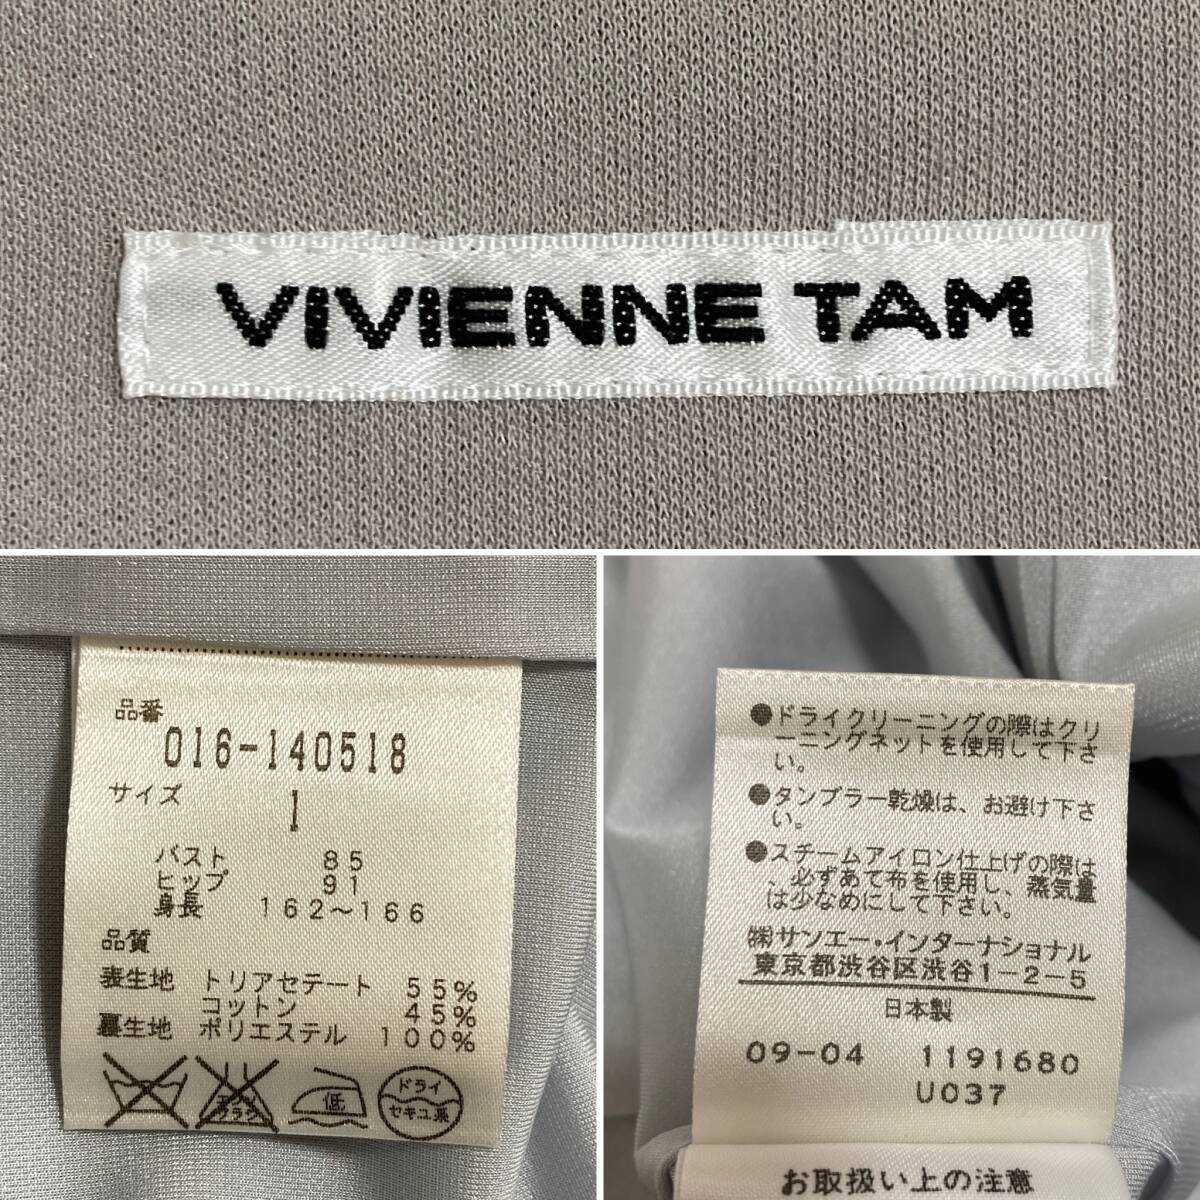 VIVIENNE TAM
品番
016-140518
サイズ
1
バスト 85
ヒップ 91
身長 162〜166
品質
表生地 トリアセテート 55%
コットン 45%
裏生地 ポリエステル 100%
エンソ
サラシ
低
ドライ
セキユ系
●ドライクリーニングの際はクリ
ーニングネットを使用して下さ
い。
●タンブラー乾燥は、お避け下さ
い。
●スチームアイロン仕上げの際は
、必ずあて布を使用し、蒸気量
は少なめにして下さい。
㈱サンエー・インターナショナル
東京都渋谷区渋谷1-2-5
日本製
09-04 1191680
U037
お取扱い上の注意